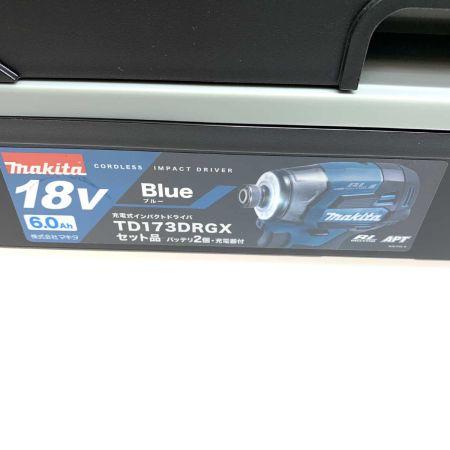 makita CORDLESS IMPACT DRIVER
18V Blue
ブルー
6.0Ah
充電式インパクトドライバ
TD173DRGX
セット品 バッテリ2個・充電器付
株式会社マキタ
makita
BL
APT